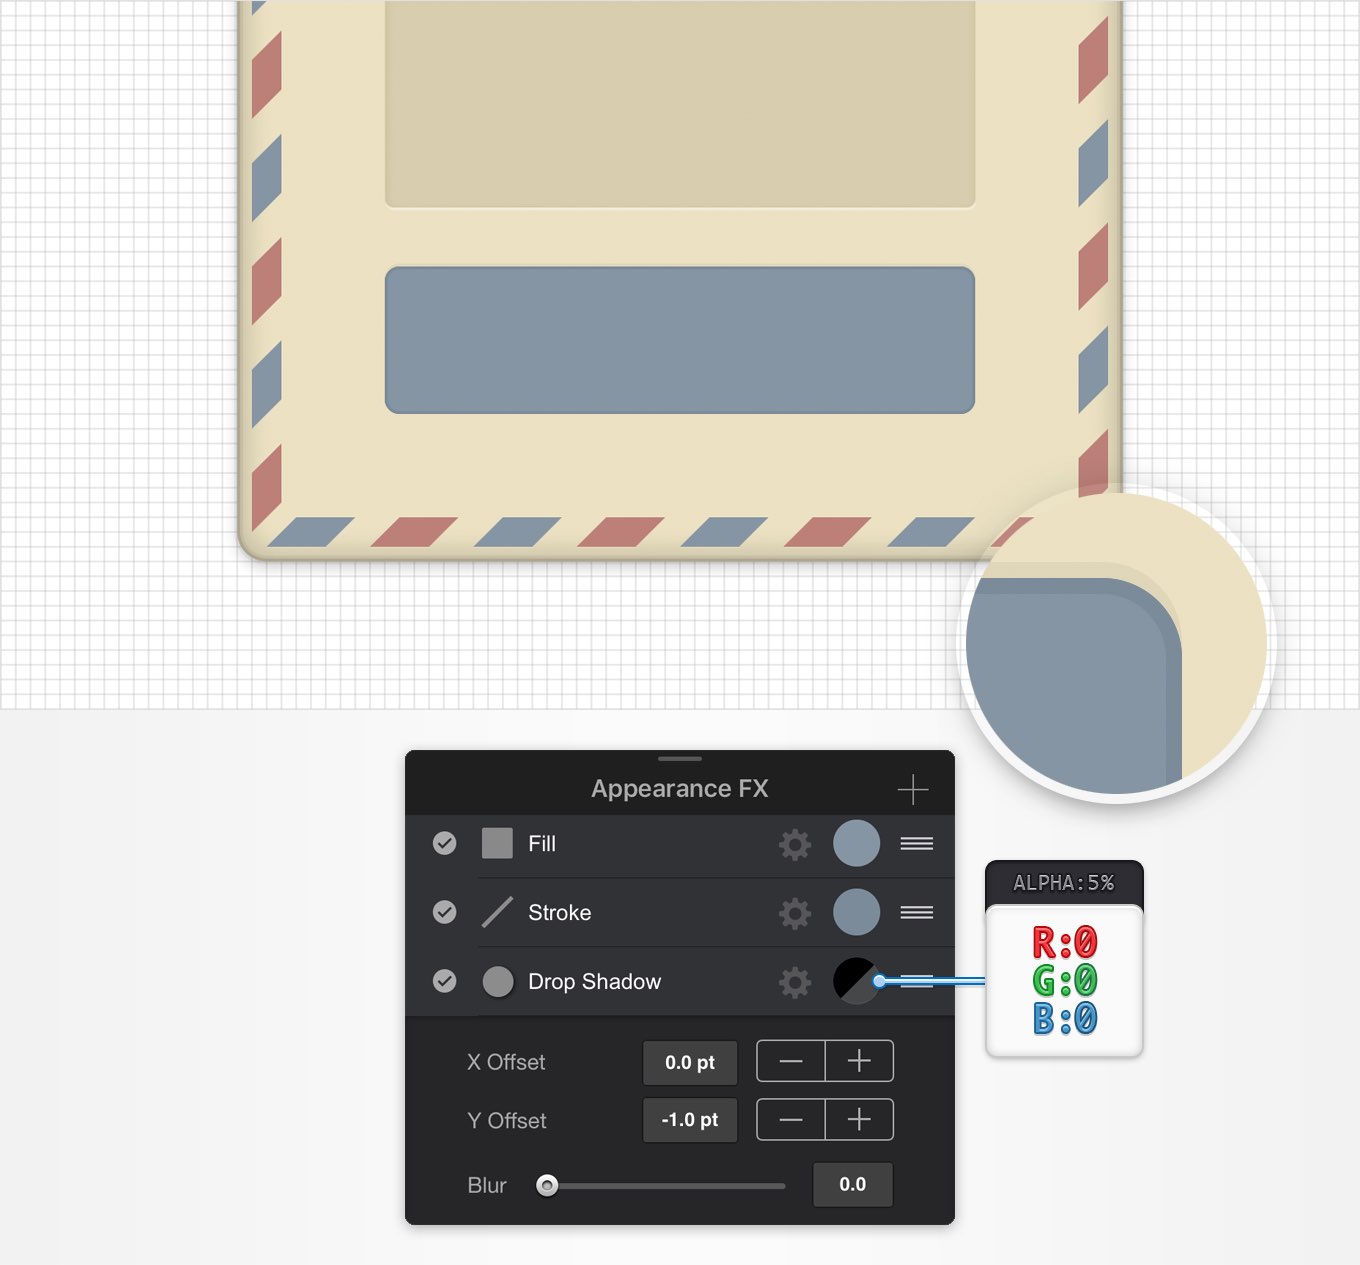 Appearance FX
Fill
Stroke
Drop Shadow
ALPHA:5%
R:0
G:0
B:0
X Offset 0.0 pt
Y Offset -1.0 pt
Blur 0.0